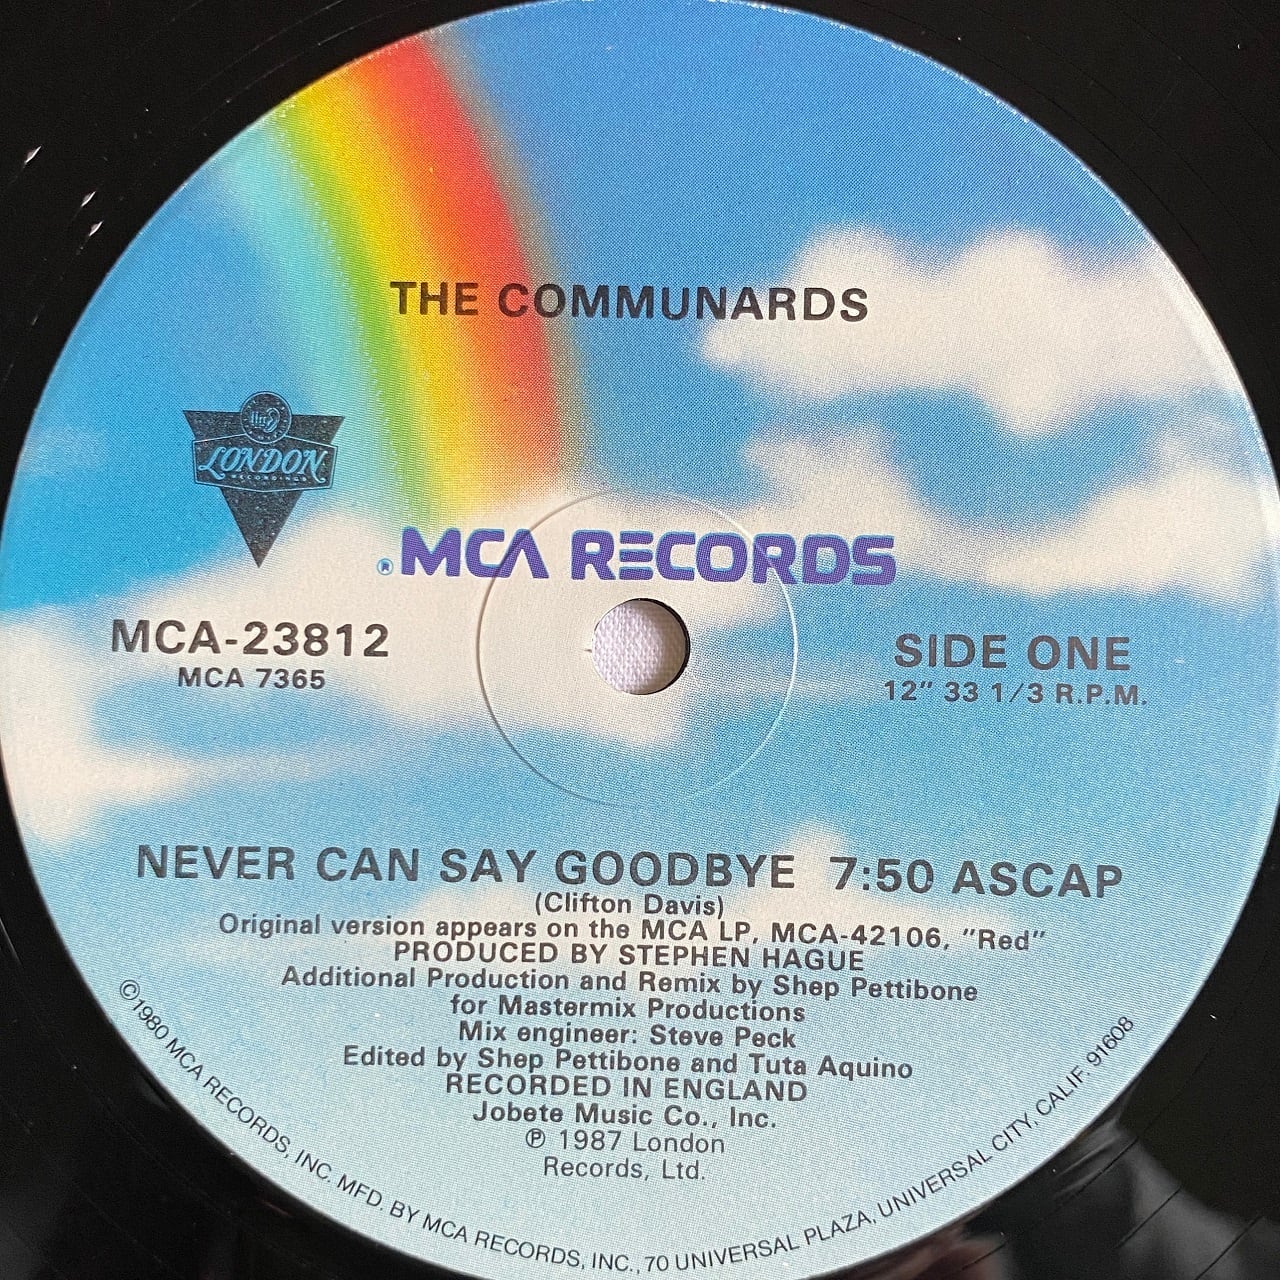 THE COMMUNARDS
LONDON
RECORDINGS
® MCA RECORDS
MCA-23812
MCA 7365
SIDE ONE
12" 33 1/3 R.P.M.
NEVER CAN SAY GOODBYE 7:50 ASCAP
(Clifton Davis)
Original version appears on the MCA LP, MCA-42106, "Red"
PRODUCED BY STEPHEN HAGUE
Additional Production and Remix by Shep Pettibone
for Mastermix Productions
Mix engineer: Steve Peck
Edited by Shep Pettibone and Tuta Aquino
RECORDED IN ENGLAND
Jobete Music Co., Inc.
℗ 1987 London
Records, Ltd.
©1980 MCA RECORDS, INC. MFD. BY MCA RECORDS, INC., 70 UNIVERSAL PLAZA, UNIVERSAL CITY, CALIF. 91608